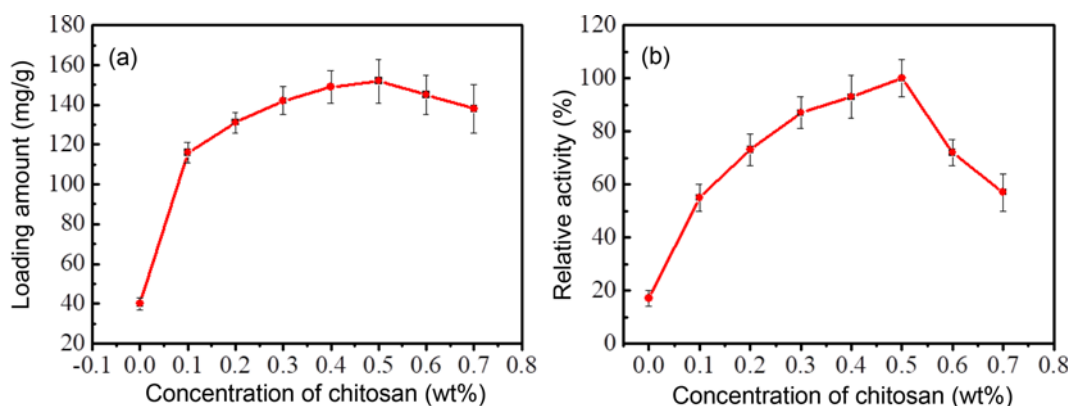 (a)
Loading amount (mg/g)
180
160
140
120
100
80
60
40
20
-0.1 0.0 0.1 0.2 0.3 0.4 0.5 0.6 0.7 0.8
Concentration of chitosan (wt%)
(b)
Relative activity (%)
120
100
80
60
40
20
0
0.0 0.1 0.2 0.3 0.4 0.5 0.6 0.7 0.8
Concentration of chitosan (wt%)